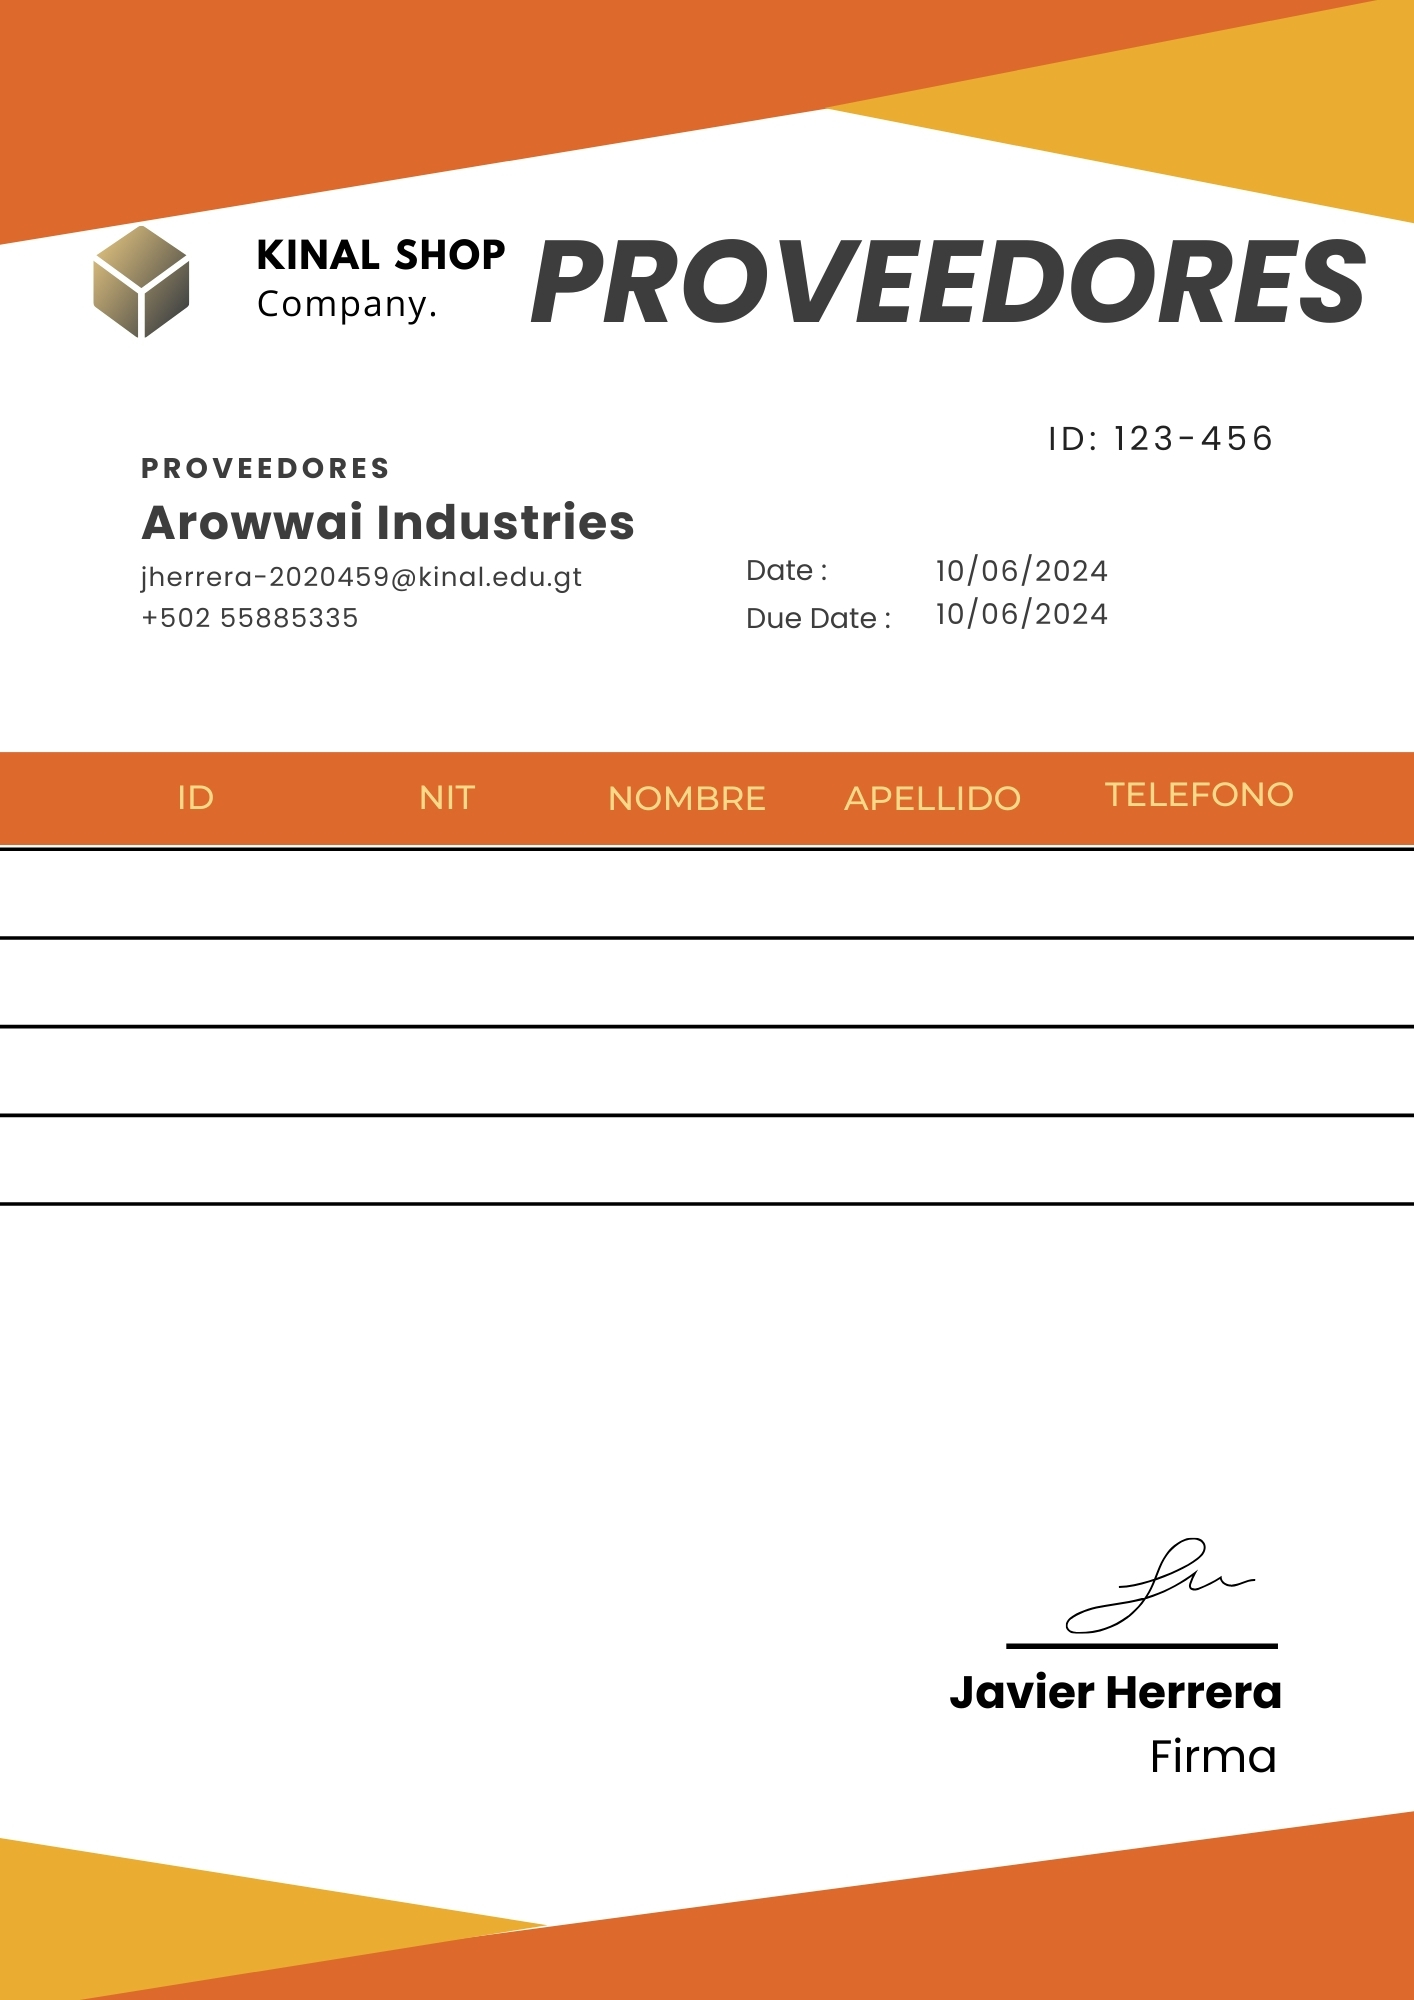 KINAL SHOP
Company.
PROVEEDORES
ID: 123-456
PROVEEDORES
Arowwai Industries
jherrera-2020459@kinal.edu.gt
+502 55885335
Date : 10/06/2024
Due Date : 10/06/2024
ID NIT NOMBRE APELLIDO TELEFONO
Javier Herrera
Firma